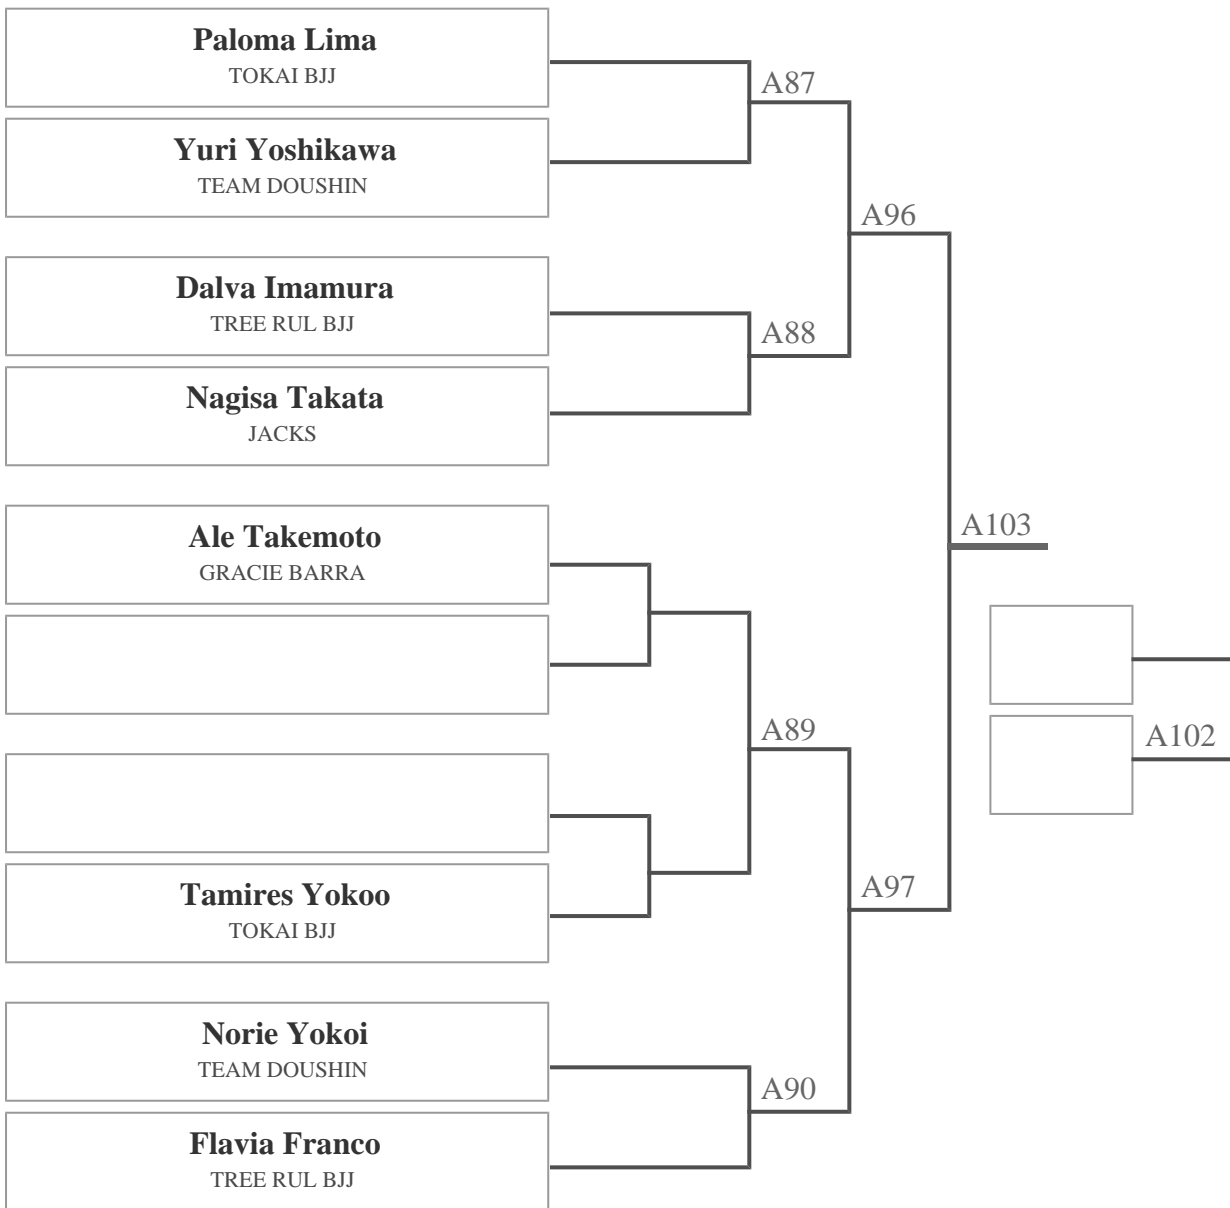 Paloma Lima
TOKAI BJJ
A87
Yuri Yoshikawa
TEAM DOUSHIN
A96
Dalva Imamura
TREE RUL BJJ
A88
Nagisa Takata
JACKS
Ale Takemoto
GRACIE BARRA
A103
A89
A102
Tamires Yokoo
TOKAI BJJ
A97
Norie Yokoi
TEAM DOUSHIN
A90
Flavia Franco
TREE RUL BJJ